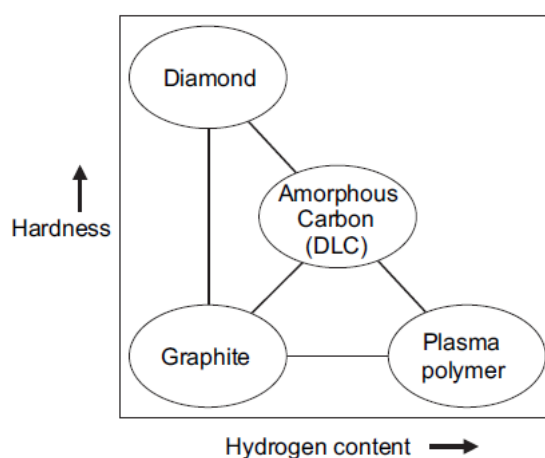 Diamond
Amorphous
Carbon
(DLC)
Hardness
Graphite
Plasma
polymer
Hydrogen content